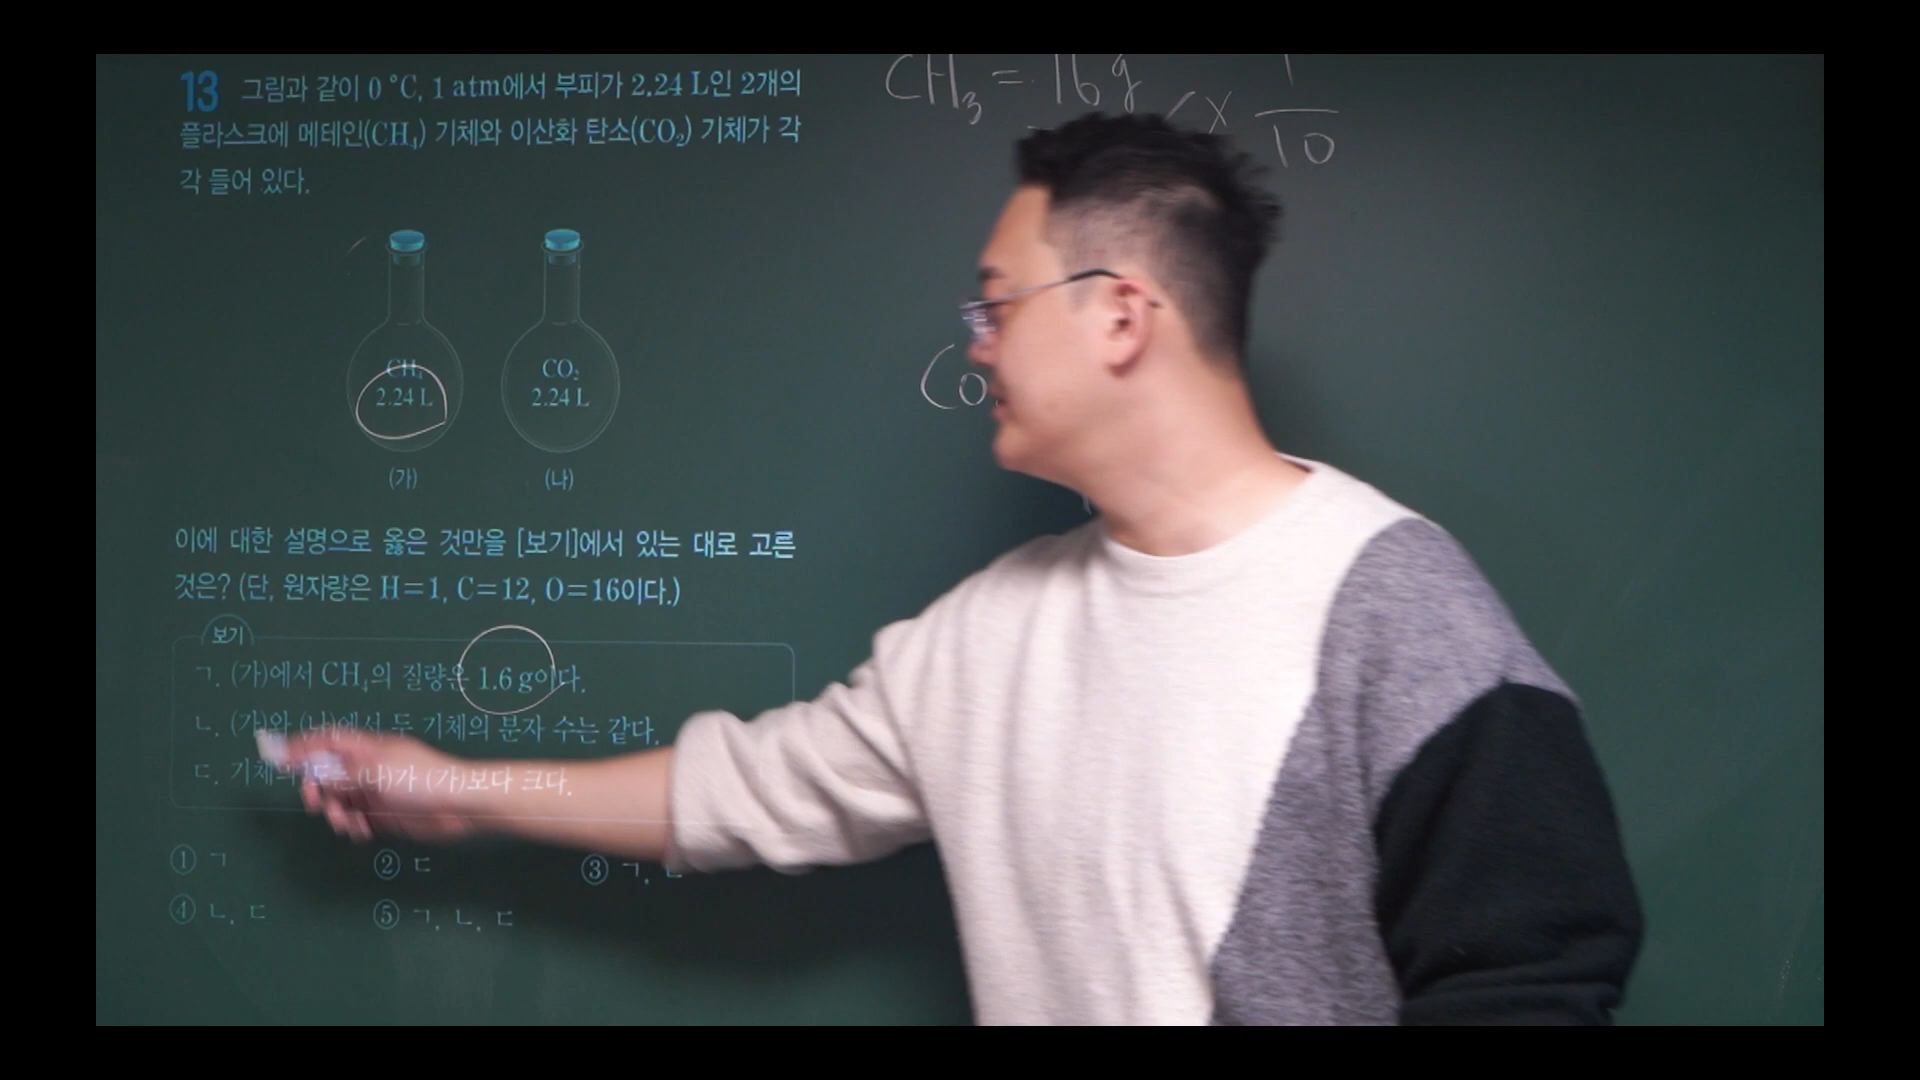 13 그림과 같이 0 °C, 1 atm에서 부피가 2.24 L인 2개의
플라스크에 메테인(CH₄) 기체와 이산화 탄소(CO₂) 기체가 각
각 들어 있다.
CH₄
2.24 L
(가)
CO₂
2.24 L
(나)
이에 대한 설명으로 옳은 것만을 [보기]에서 있는 대로 고른
것은? (단, 원자량은 H=1, C=12, O=16이다.)
보기
ㄱ. (가)에서 CH₄의 질량은 1.6 g이다.
ㄴ. (가)와 (나)에서 두 기체의 분자 수는 같다.
ㄷ. 기체의 (나)가 (가)보다 크다.
① ㄱ
② ㄷ
③ ㄱ, ㄴ
④ ㄴ, ㄷ
⑤ ㄱ, ㄴ, ㄷ
CH₃ = 16g × 1/10
CO